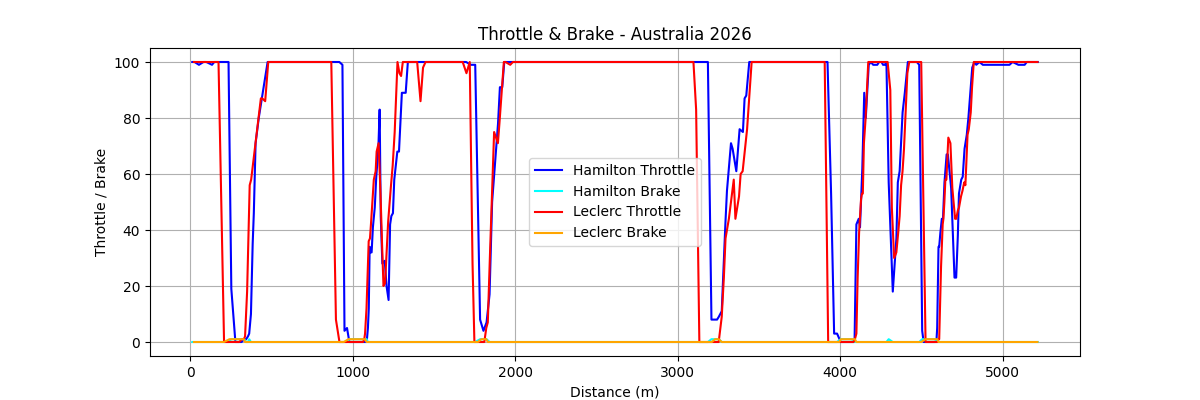 Throttle & Brake - Australia 2026
Throttle / Brake
100
80
60
40
20
0
Hamilton Throttle
Hamilton Brake
Leclerc Throttle
Leclerc Brake
0 1000 2000 3000 4000 5000
Distance (m)